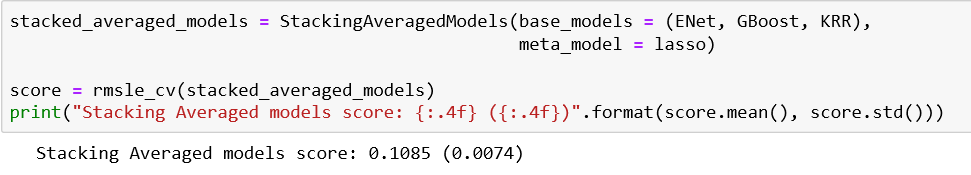 stacked_averaged_models = StackingAveragedModels(base_models = (ENet, GBoost, KRR),
meta_model = lasso)
score = rmsle_cv(stacked_averaged_models)
print("Stacking Averaged models score: {:.4f} ({:.4f})".format(score.mean(), score.std()))
Stacking Averaged models score: 0.1085 (0.0074)